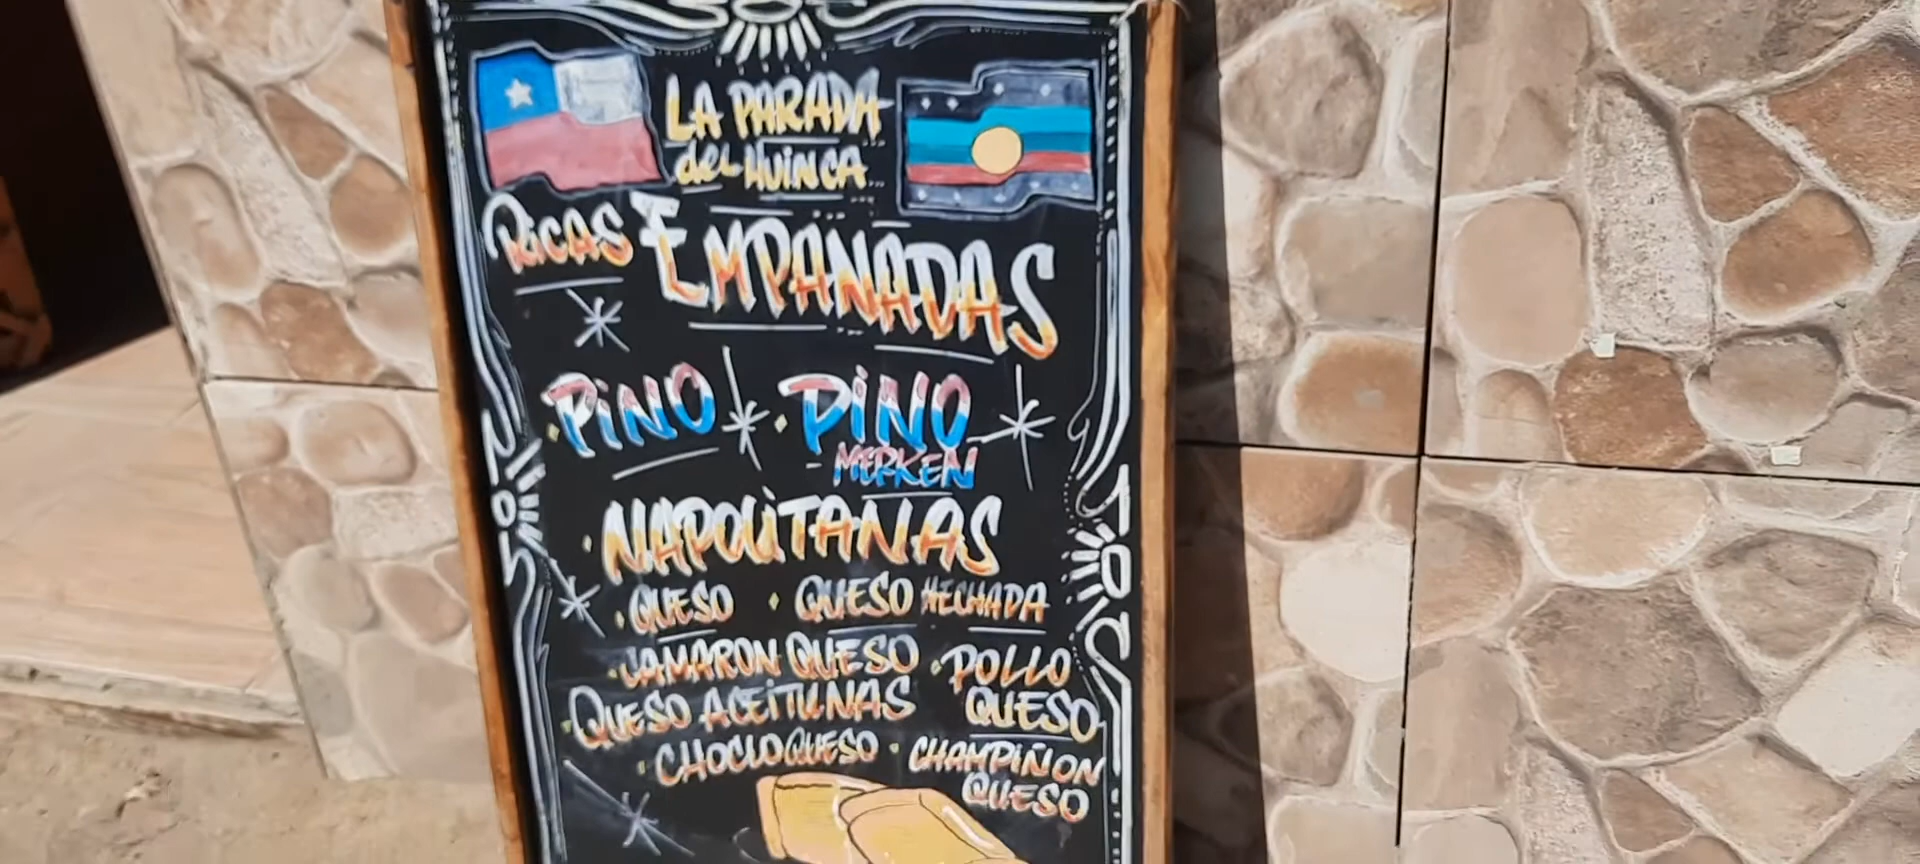 LA PARADA
del HUINCA
RICAS EMPANADAS
PINO · PINO
MERKEN
· NAPOLITANAS
· QUESO · QUESO MECHADA
· CAMARON QUESO · POLLO
QUESO
· QUESO ACEITUNAS
· CHOCLO QUESO · CHAMPIÑON
QUESO